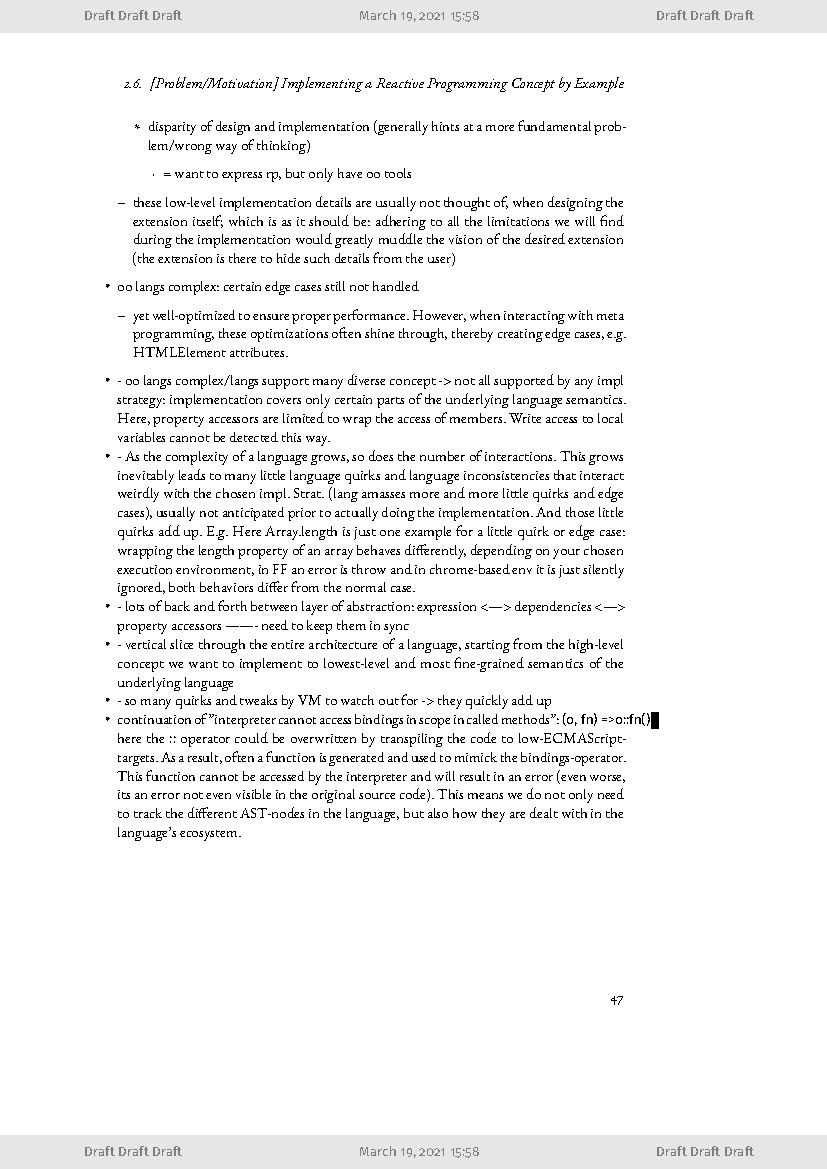 Draft Draft Draft March 19, 2021 15:58 Draft Draft Draft
2.6. [Problem/Motivation] Implementing a Reactive Programming Concept by Example
* disparity of design and implementation (generally hints at a more fundamental prob-
lem/wrong way of thinking)
· = want to express rp, but only have oo tools
– these low-level implementation details are usually not thought of, when designing the
extension itself; which is as it should be: adhering to all the limitations we will find
during the implementation would greatly muddle the vision of the desired extension
(the extension is there to hide such details from the user)
• oo langs complex: certain edge cases still not handled
– yet well-optimized to ensure proper performance. However, when interacting with meta
programming, these optimizations often shine through, thereby creating edge cases, e.g.
HTMLElement attributes.
• - oo langs complex/langs support many diverse concept -> not all supported by any impl
strategy: implementation covers only certain parts of the underlying language semantics.
Here, property accessors are limited to wrap the access of members. Write access to local
variables cannot be detected this way.
• - As the complexity of a language grows, so does the number of interactions. This grows
inevitably leads to many little language quirks and language inconsistencies that interact
weirdly with the chosen impl. Strat. (lang amasses more and more little quirks and edge
cases), usually not anticipated prior to actually doing the implementation. And those little
quirks add up. E.g. Here Array.length is just one example for a little quirk or edge case:
wrapping the length property of an array behaves differently, depending on your chosen
execution environment, in FF an error is throw and in chrome-based env it is just silently
ignored, both behaviors differ from the normal case.
• - lots of back and forth between layer of abstraction: expression <—> dependencies <—>
property accessors ——- need to keep them in sync
• - vertical slice through the entire architecture of a language, starting from the high-level
concept we want to implement to lowest-level and most fine-grained semantics of the
underlying language
• - so many quirks and tweaks by VM to watch out for -> they quickly add up
• continuation of ”interpreter cannot access bindings in scope in called methods”: (o, fn) =>o::fn()
here the :: operator could be overwritten by transpiling the code to low-ECMAScript-
targets. As a result, often a function is generated and used to mimick the bindings-operator.
This function cannot be accessed by the interpreter and will result in an error (even worse,
its an error not even visible in the original source code). This means we do not only need
to track the different AST-nodes in the language, but also how they are dealt with in the
language’s ecosystem.
47
Draft Draft Draft March 19, 2021 15:58 Draft Draft Draft